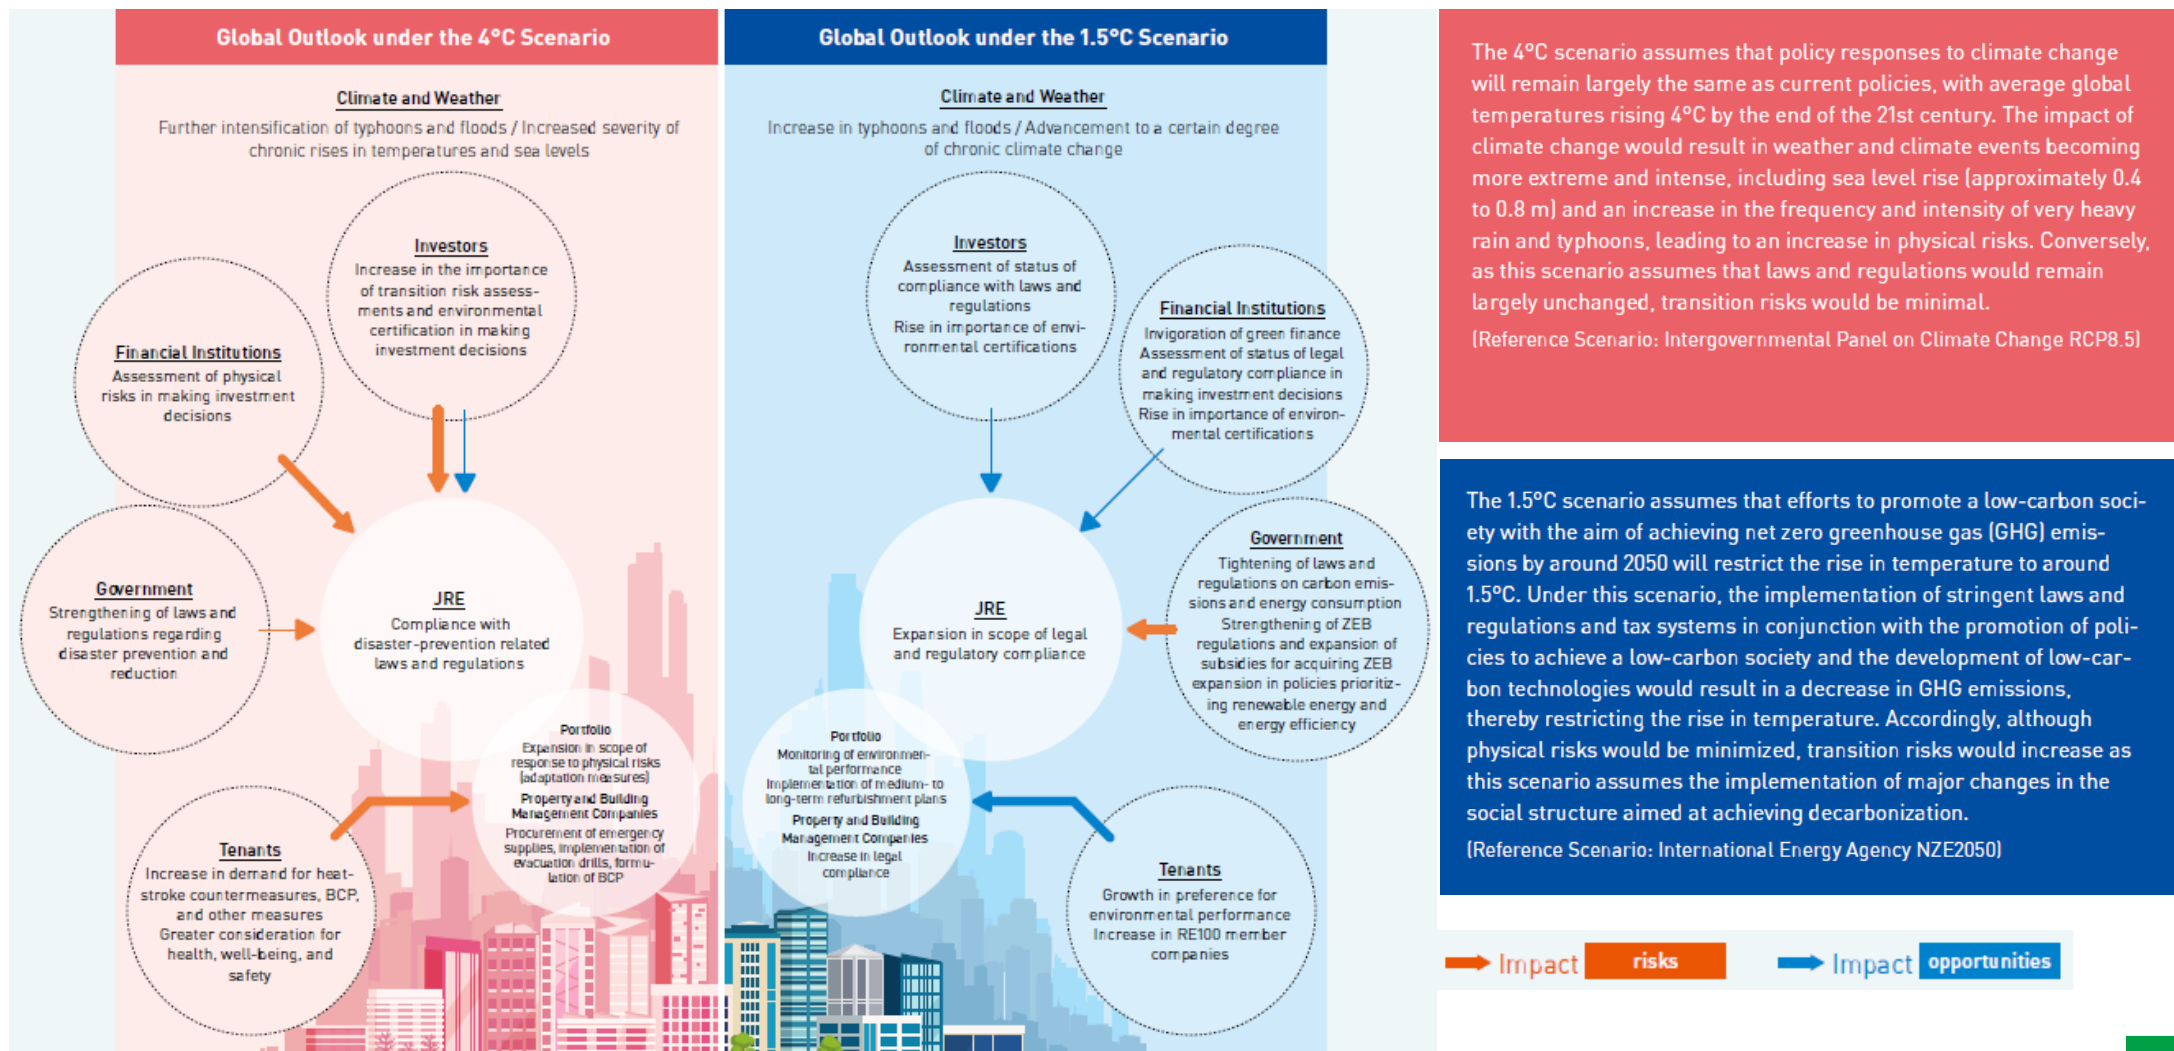 Global Outlook under the 4°C Scenario
Climate and Weather
Further intensification of typhoons and floods / Increased severity of
chronic rises in temperatures and sea levels
Investors
Increase in the importance
of transition risk assess-
ments and environmental
certification in making
investment decisions
Financial Institutions
Assessment of physical
risks in making investment
decisions
Government
Strengthening of laws and
regulations regarding
disaster prevention and
reduction
JRE
Compliance with
disaster-prevention related
laws and regulations
Portfolio
Expansion in scope of
response to physical risks
(adaptation measures)
Property and Building
Management Companies
Procurement of emergency
supplies, implementation of
evacuation drills, formu-
lation of BCP
Tenants
Increase in demand for heat-
stroke countermeasures, BCP,
and other measures
Greater consideration for
health, well-being, and
safety
Global Outlook under the 1.5°C Scenario
Climate and Weather
Increase in typhoons and floods / Advancement to a certain degree
of chronic climate change
Investors
Assessment of status of
compliance with laws and
regulations
Rise in importance of envi-
ronmental certifications
Financial Institutions
Invigoration of green finance
Assessment of status of legal
and regulatory compliance in
making investment decisions
Rise in importance of environ-
mental certifications
Government
Tightening of laws and
regulations on carbon emis-
sions and energy consumption
Strengthening of ZEB
regulations and expansion of
subsidies for acquiring ZEB
expansion in policies prioritiz-
ing renewable energy and
energy efficiency
JRE
Expansion in scope of legal
and regulatory compliance
Portfolio
Monitoring of environmen-
tal performance
Implementation of medium- to
long-term refurbishment plans
Property and Building
Management Companies
Increase in legal
compliance
Tenants
Growth in preference for
environmental performance
Increase in RE100 member
companies
The 4°C scenario assumes that policy responses to climate change
will remain largely the same as current policies, with average global
temperatures rising 4°C by the end of the 21st century. The impact of
climate change would result in weather and climate events becoming
more extreme and intense, including sea level rise (approximately 0.4
to 0.8 m) and an increase in the frequency and intensity of very heavy
rain and typhoons, leading to an increase in physical risks. Conversely,
as this scenario assumes that laws and regulations would remain
largely unchanged, transition risks would be minimal.
(Reference Scenario: Intergovernmental Panel on Climate Change RCP8.5)
The 1.5°C scenario assumes that efforts to promote a low-carbon soci-
ety with the aim of achieving net zero greenhouse gas (GHG) emis-
sions by around 2050 will restrict the rise in temperature to around
1.5°C. Under this scenario, the implementation of stringent laws and
regulations and tax systems in conjunction with the promotion of poli-
cies to achieve a low-carbon society and the development of low-car-
bon technologies would result in a decrease in GHG emissions,
thereby restricting the rise in temperature. Accordingly, although
physical risks would be minimized, transition risks would increase as
this scenario assumes the implementation of major changes in the
social structure aimed at achieving decarbonization.
(Reference Scenario: International Energy Agency NZE2050)
Impact risks
Impact opportunities